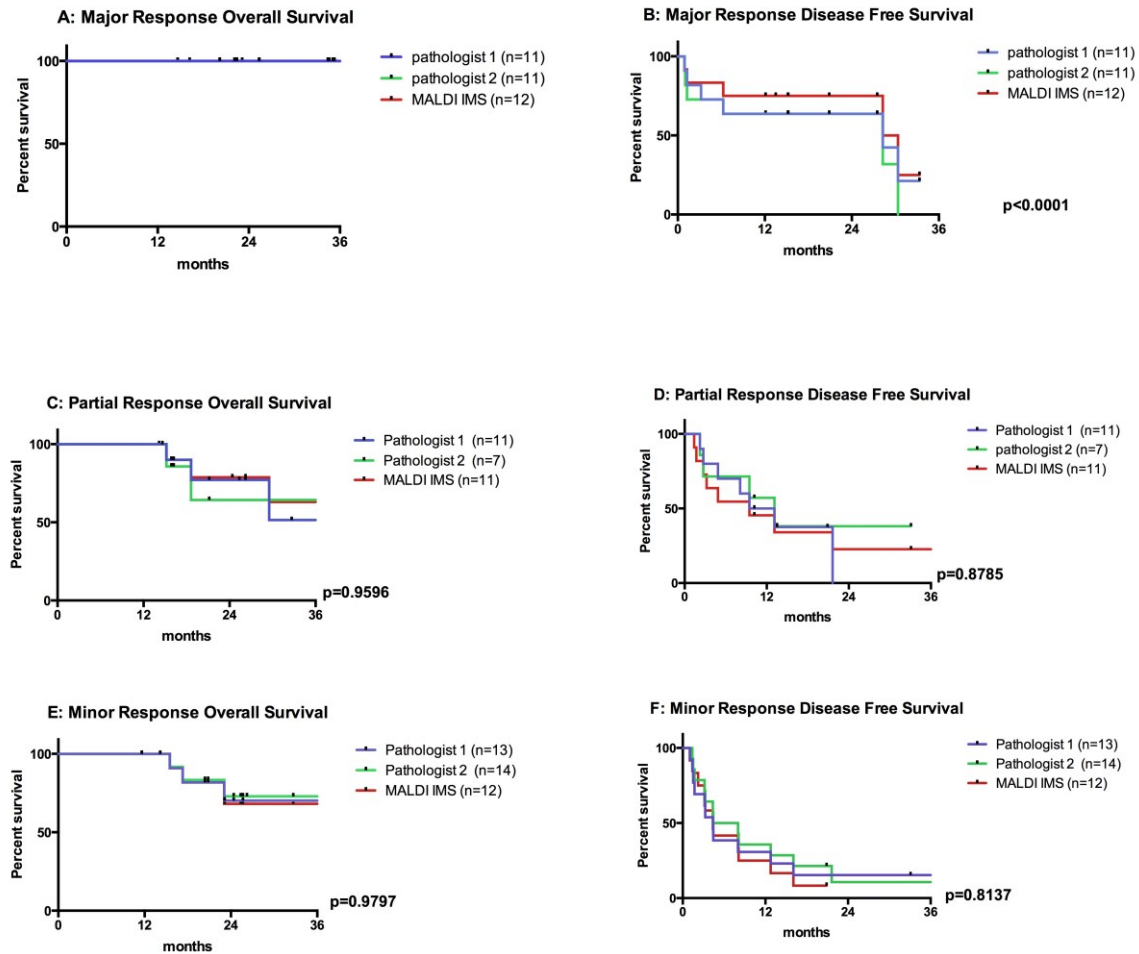 A: Major Response Overall Survival
pathologist 1 (n=11)
pathologist 2 (n=11)
MALDI IMS (n=12)
Percent survival
100
50
0
0 12 24 36
months
B: Major Response Disease Free Survival
pathologist 1 (n=11)
pathologist 2 (n=11)
MALDI IMS (n=12)
Percent survival
100
50
0
0 12 24 36
months
p<0.0001
C: Partial Response Overall Survival
Pathologist 1 (n=11)
Pathologist 2 (n=7)
MALDI IMS (n=11)
Percent survival
100
50
0
0 12 24 36
months
p=0.9596
D: Partial Response Disease Free Survival
Pathologist 1 (n=11)
pathologist 2 (n=7)
MALDI IMS (n=11)
Percent survival
100
50
0
0 12 24 36
months
p=0.8785
E: Minor Response Overall Survival
Pathologist 1 (n=13)
Pathologist 2 (n=14)
MALDI IMS (n=12)
Percent survival
100
50
0
0 12 24 36
months
p=0.9797
F: Minor Response Disease Free Survival
Pathologist 1 (n=13)
Pathologist 2 (n=14)
MALDI IMS (n=12)
Percent survival
100
50
0
0 12 24 36
months
p=0.8137